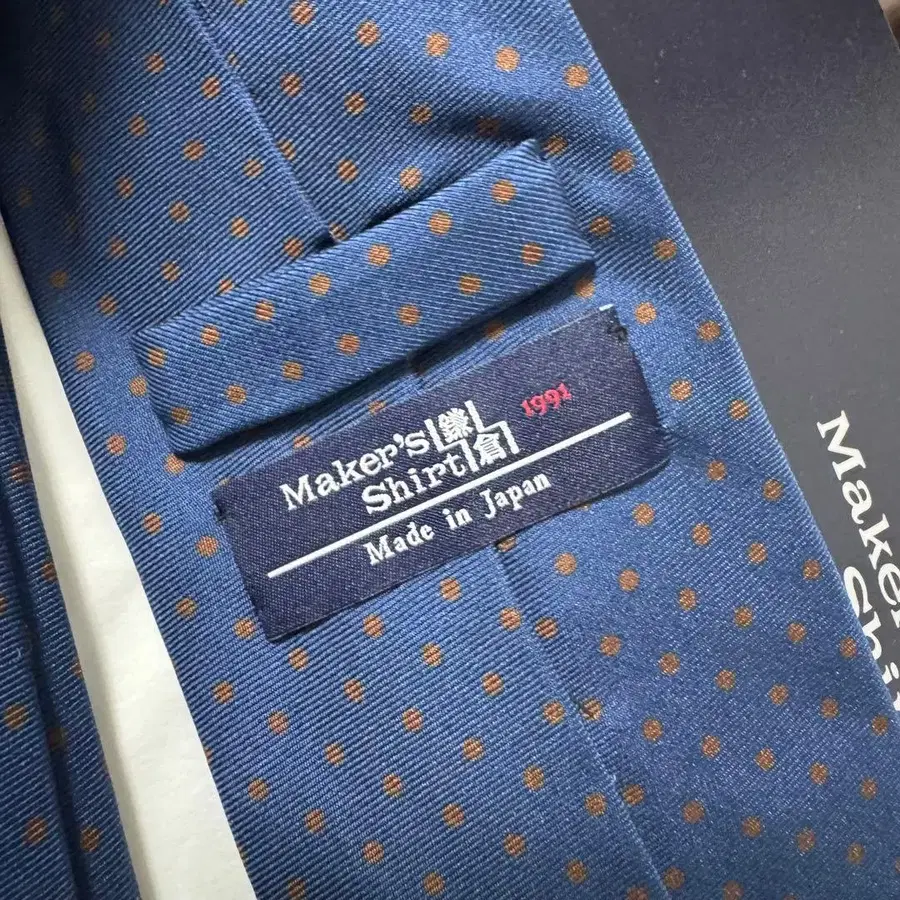 Maker's 鎌 1991
Shirt 倉
Made in Japan
Maker
Shi